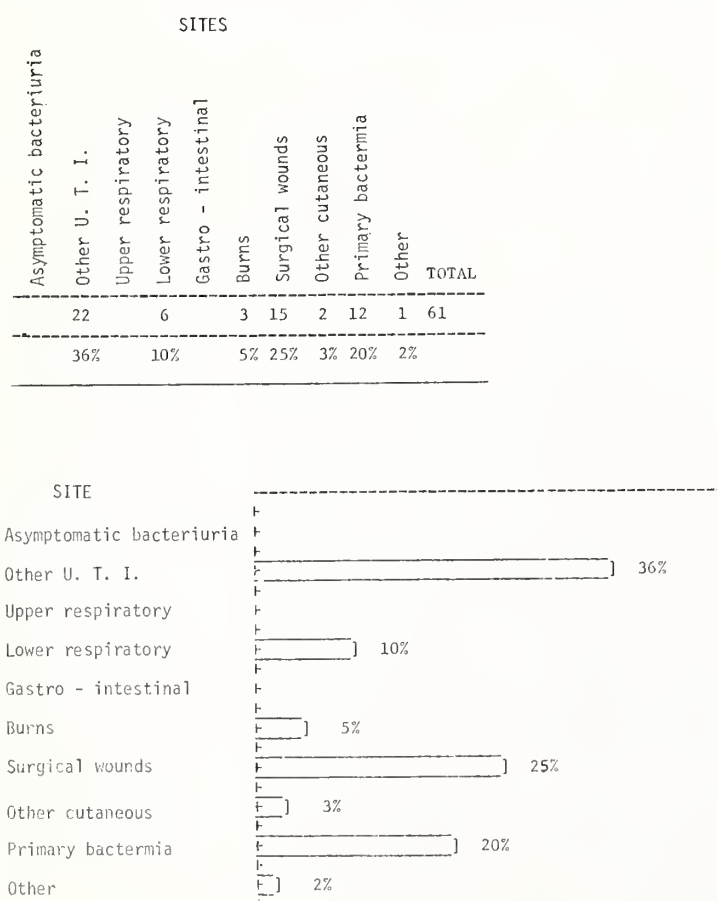 SITES
Asymptomatic bacteriuria
Other U. T. I.
Upper respiratory
Lower respiratory
Gastro - intestinal
Burns
Surgical wounds
Other cutaneous
Primary bactermia
Other
TOTAL
22 6 3 15 2 12 1 61
36% 10% 5% 25% 3% 20% 2%
SITE
Asymptomatic bacteriuria
Other U. T. I. 36%
Upper respiratory
Lower respiratory 10%
Gastro - intestinal
Burns 5%
Surgical wounds 25%
Other cutaneous 3%
Primary bactermia 20%
Other 2%